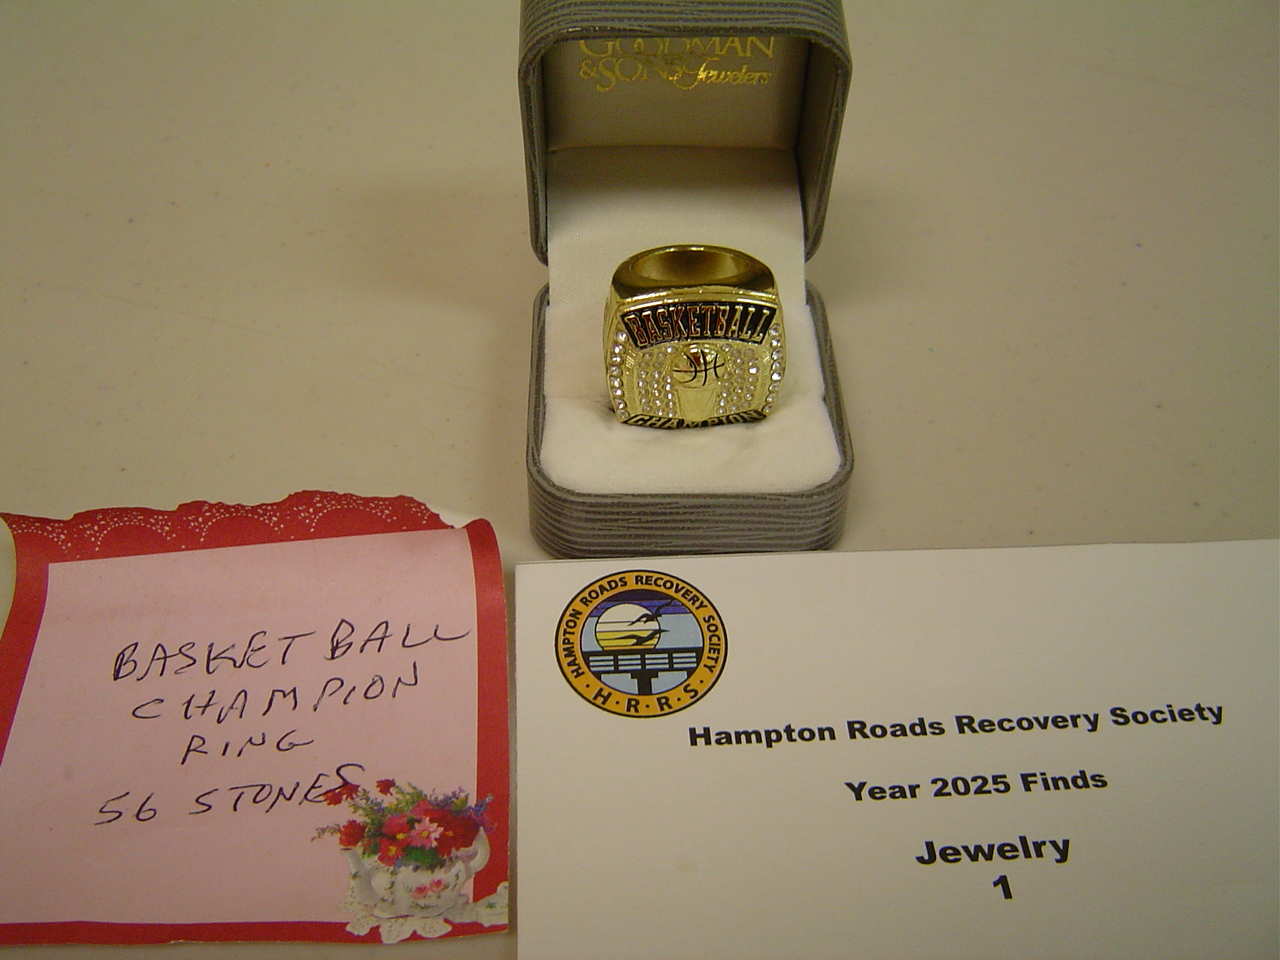 GOODMAN
& SONS Jewelers
BASKETBALL
CHAMPION
BASKETBALL
CHAMPION
RING
56 STONES
HAMPTON ROADS RECOVERY SOCIETY
· H · R · R · S ·
Hampton Roads Recovery Society
Year 2025 Finds
Jewelry
1